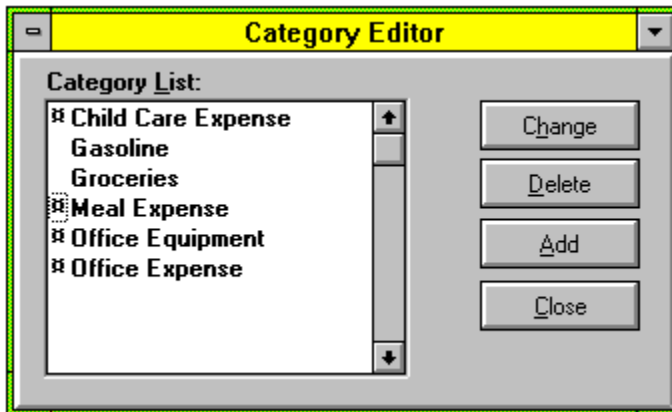 Category Editor
Category List:
¤ Child Care Expense
Gasoline
Groceries
¤ Meal Expense
¤ Office Equipment
¤ Office Expense
Change
Delete
Add
Close